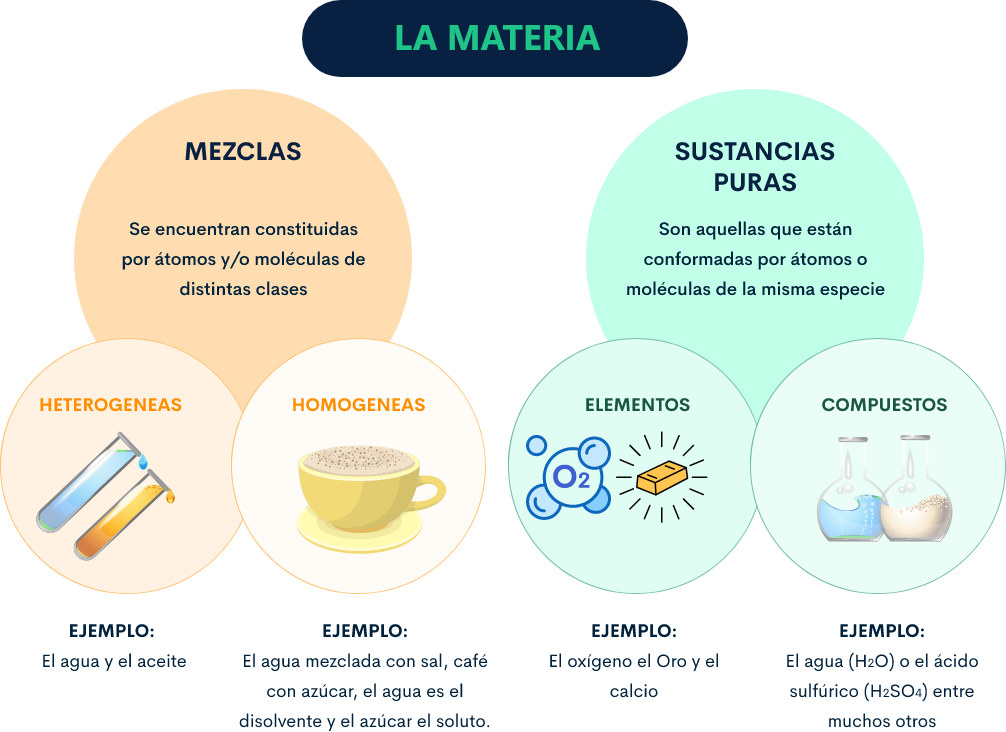 LA MATERIA
MEZCLAS
Se encuentran constituidas
por átomos y/o moléculas de
distintas clases
HETEROGENEAS
HOMOGENEAS
EJEMPLO:
El agua y el aceite
EJEMPLO:
El agua mezclada con sal, café
con azúcar, el agua es el
disolvente y el azúcar el soluto.
SUSTANCIAS
PURAS
Son aquellas que están
conformadas por átomos o
moléculas de la misma especie
ELEMENTOS
O2
COMPUESTOS
EJEMPLO:
El oxígeno el Oro y el
calcio
EJEMPLO:
El agua (H2O) o el ácido
sulfúrico (H2SO4) entre
muchos otros